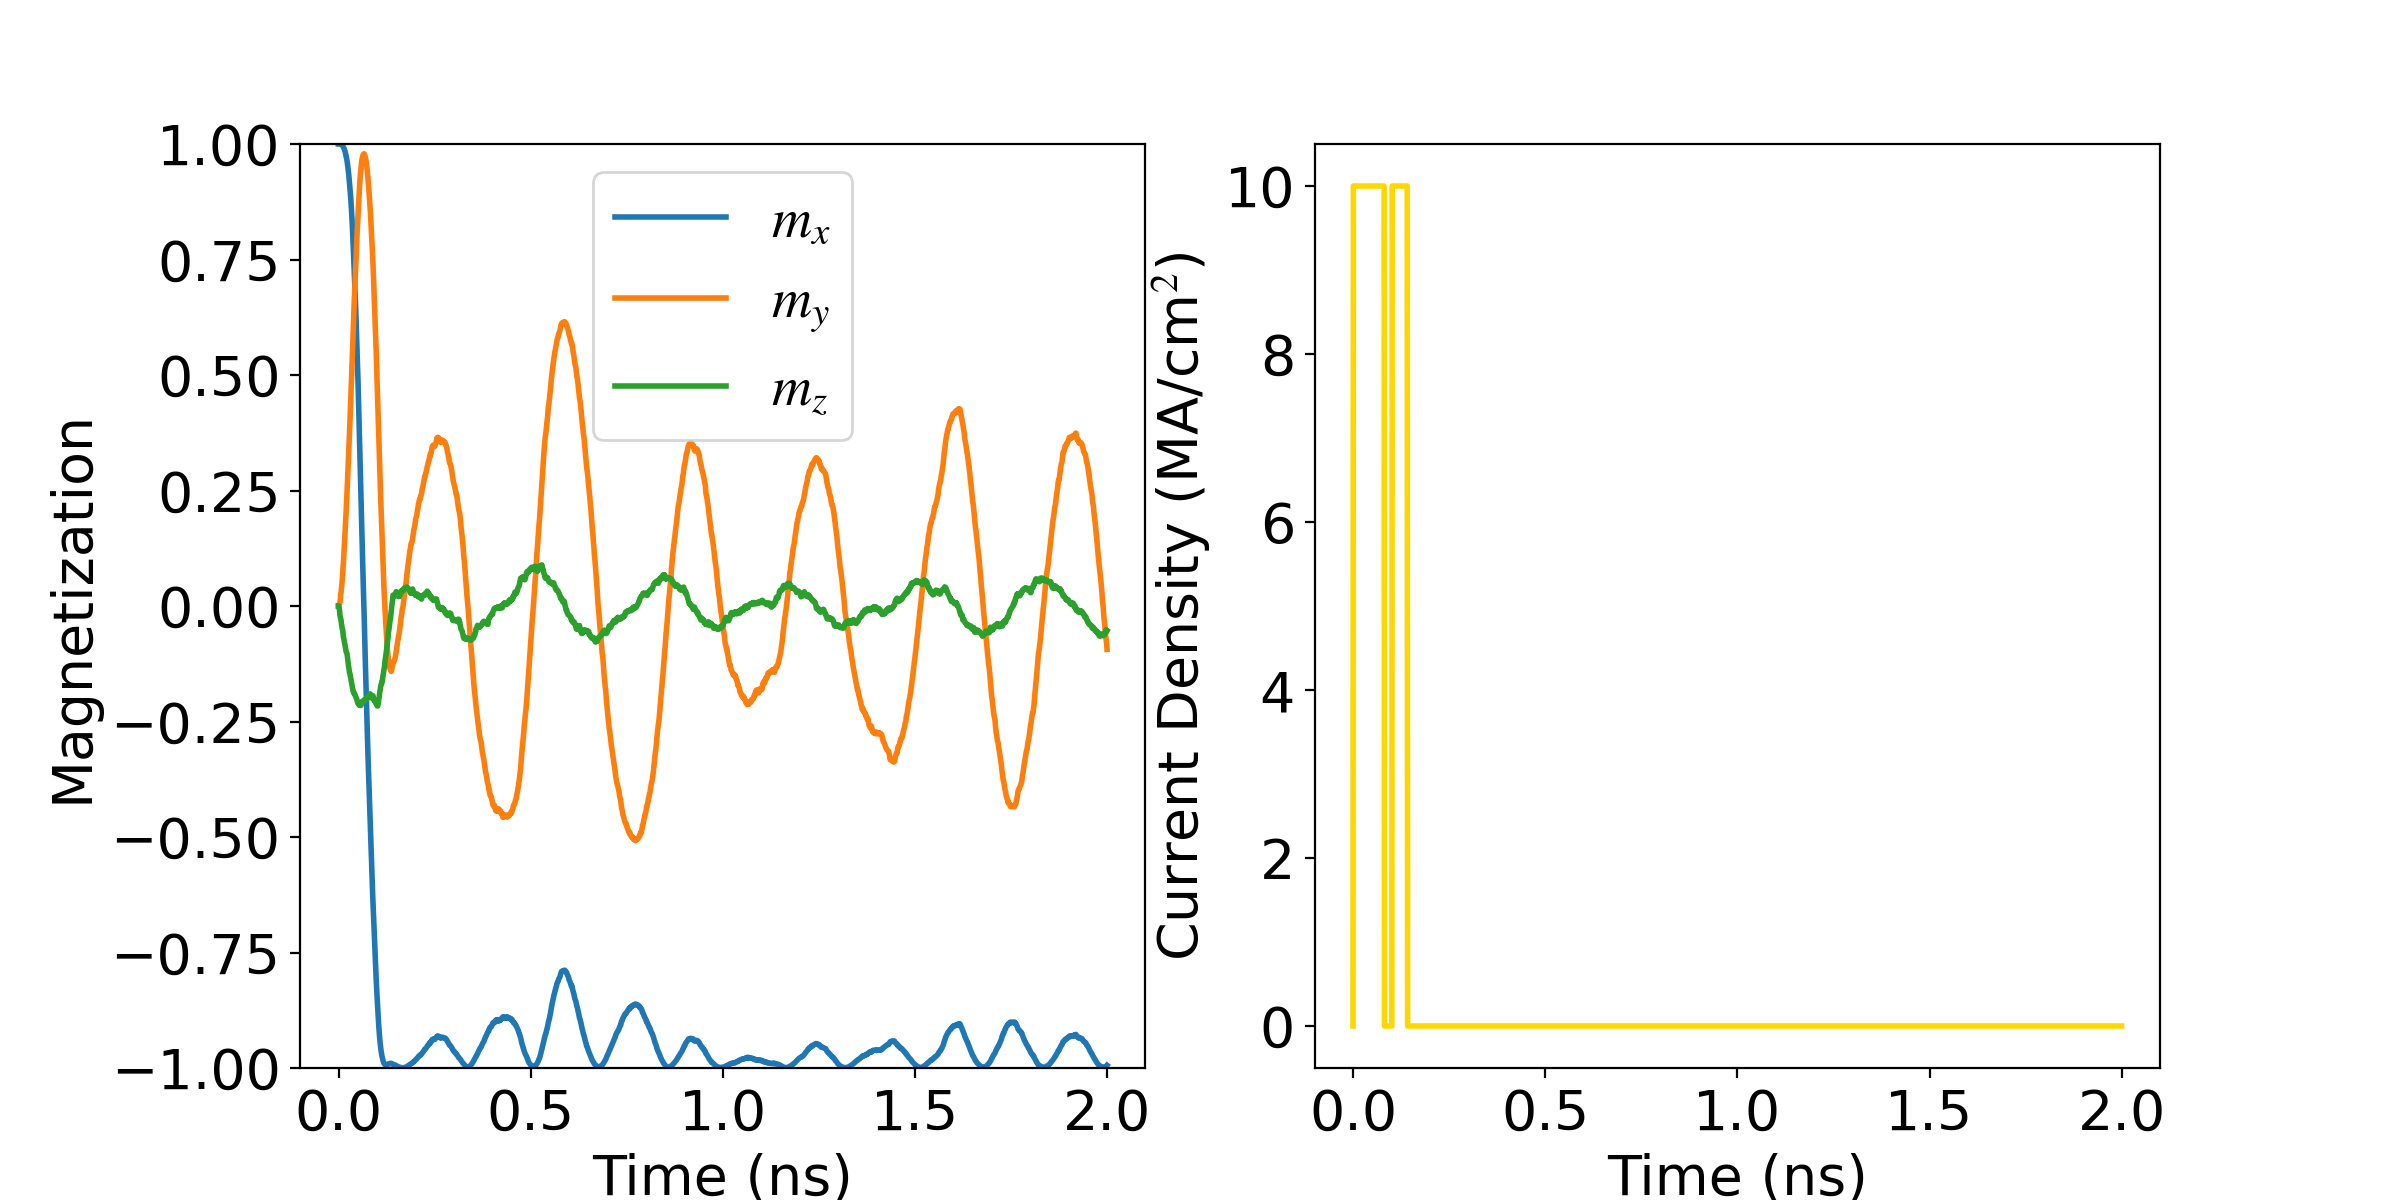 1.00
0.75
0.50
0.25
0.00
−0.25
−0.50
−0.75
−1.00
Magnetization
0.0 0.5 1.0 1.5 2.0
Time (ns)
m_x
m_y
m_z
10
8
6
4
2
0
Current Density (MA/cm²)
0.0 0.5 1.0 1.5 2.0
Time (ns)